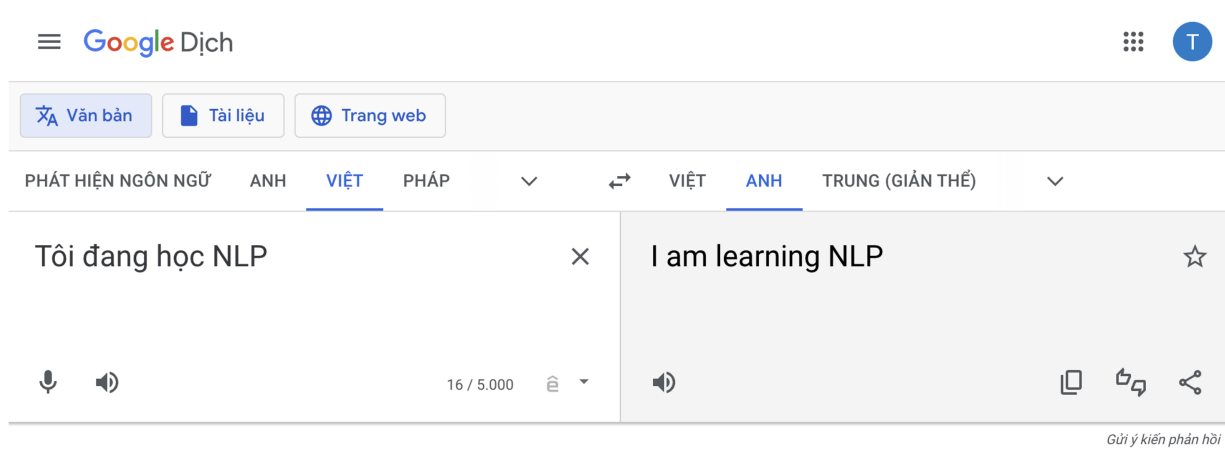 Google Dịch
T
Văn bản Tài liệu Trang web
PHÁT HIỆN NGÔN NGỮ ANH VIỆT PHÁP VIỆT ANH TRUNG (GIẢN THỂ)
Tôi đang học NLP
I am learning NLP
16 / 5.000 ê
Gửi ý kiến phản hồi